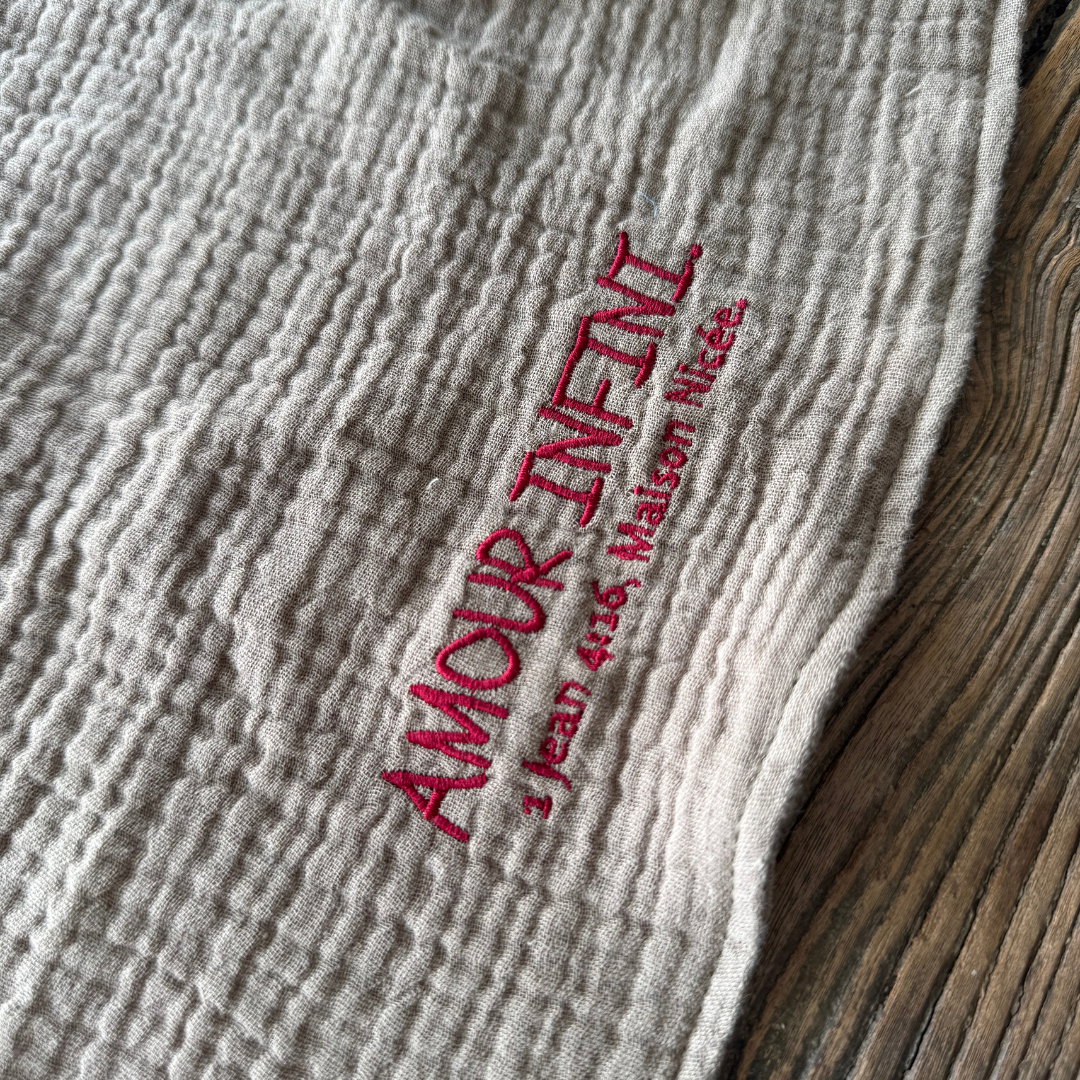 AMOUR INFINI.
1 Jean 4:16, Maison Nicée.